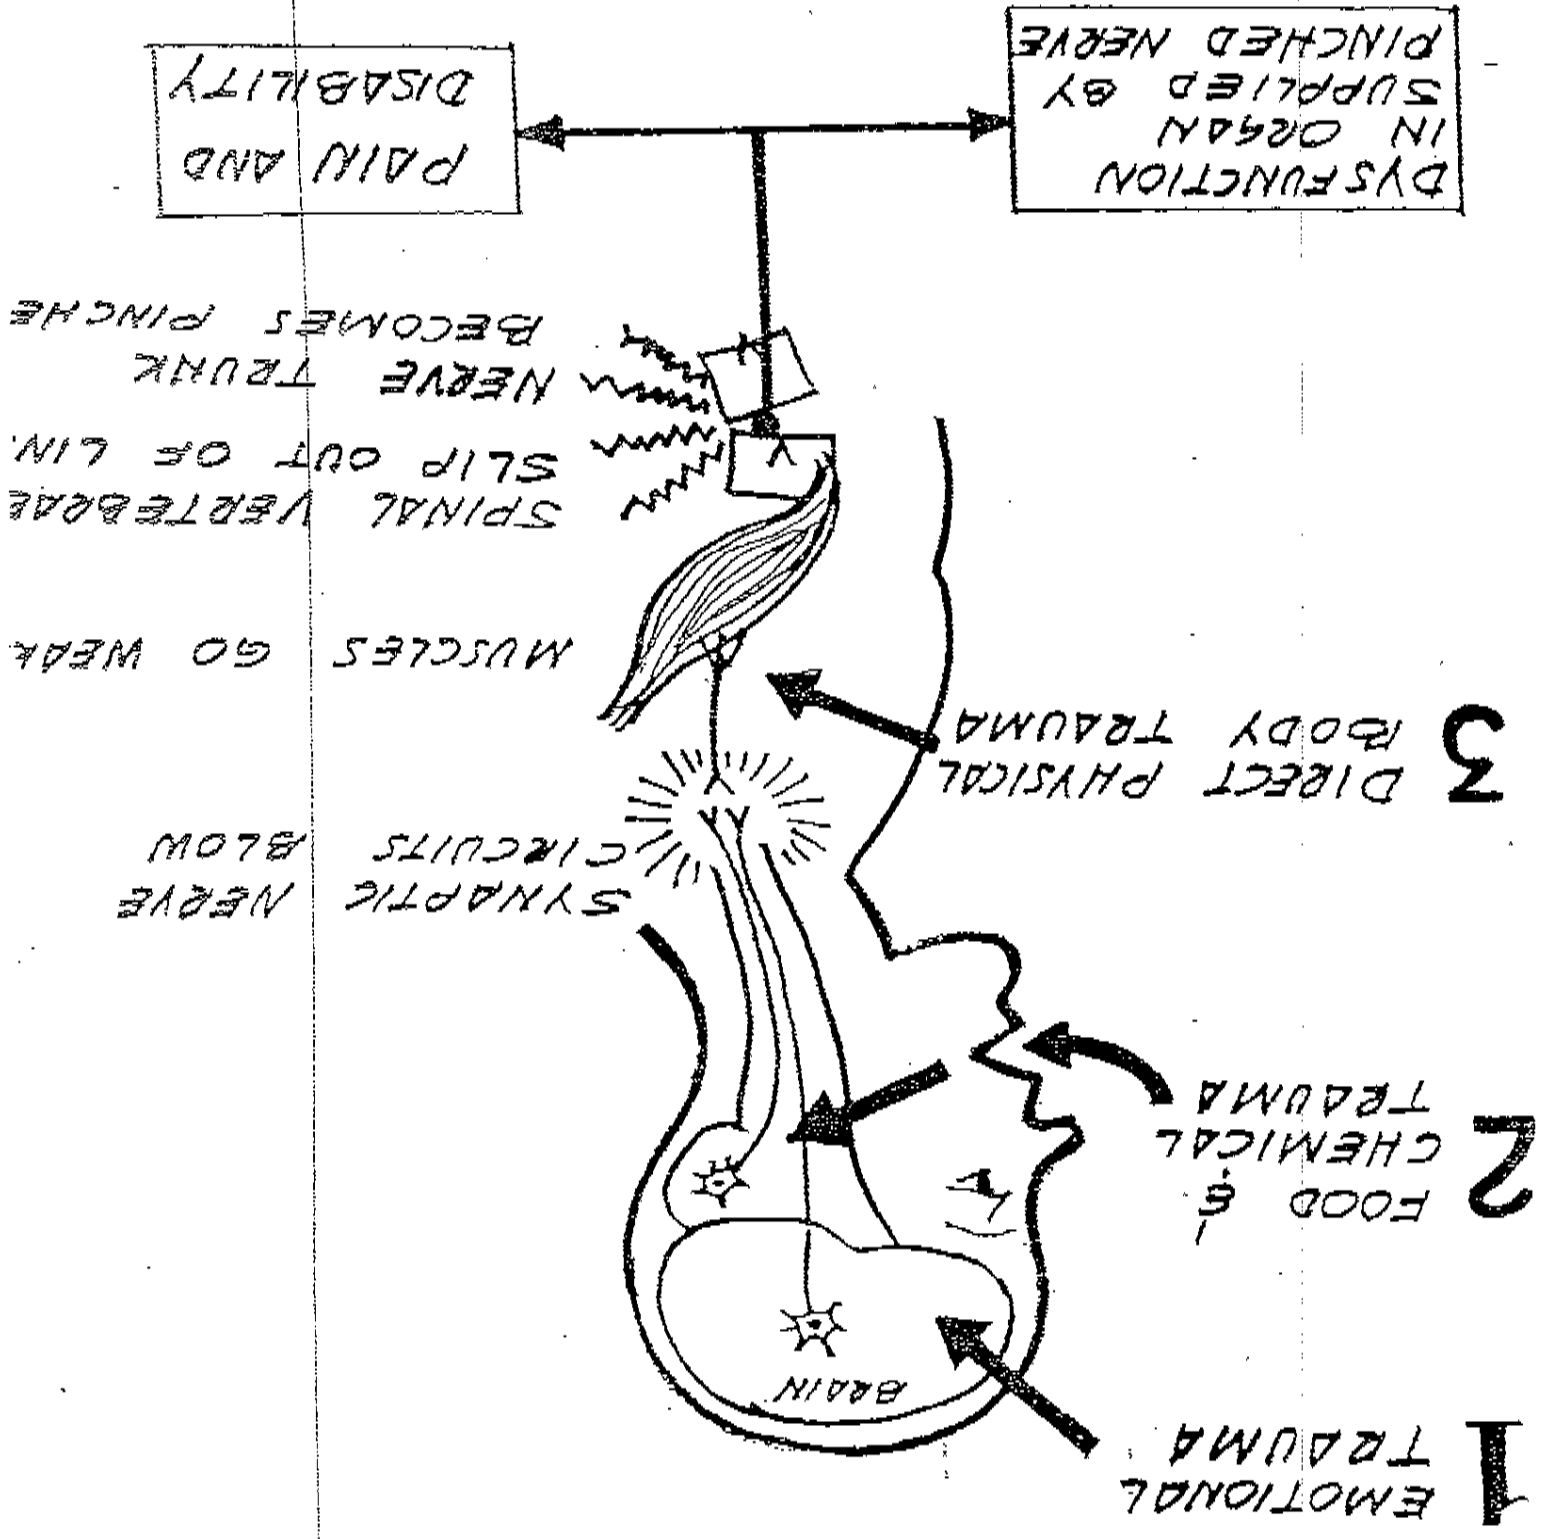 1
EMOTIONAL
TRAUMA
BRAIN
2
FOOD &
CHEMICAL
TRAUMA
SYNAPTIC NERVE
CIRCUITS BLOW
3
DIRECT PHYSICAL
BODY TRAUMA
MUSCLES GO WEAK
SPINAL VERTEBRAE
SLIP OUT OF LIN
NERVE TRUNK
BECOMES PINCHE
DYSFUNCTION
IN ORGAN
SUPPLIED BY
PINCHED NERVE
PAIN AND
DISABILITY